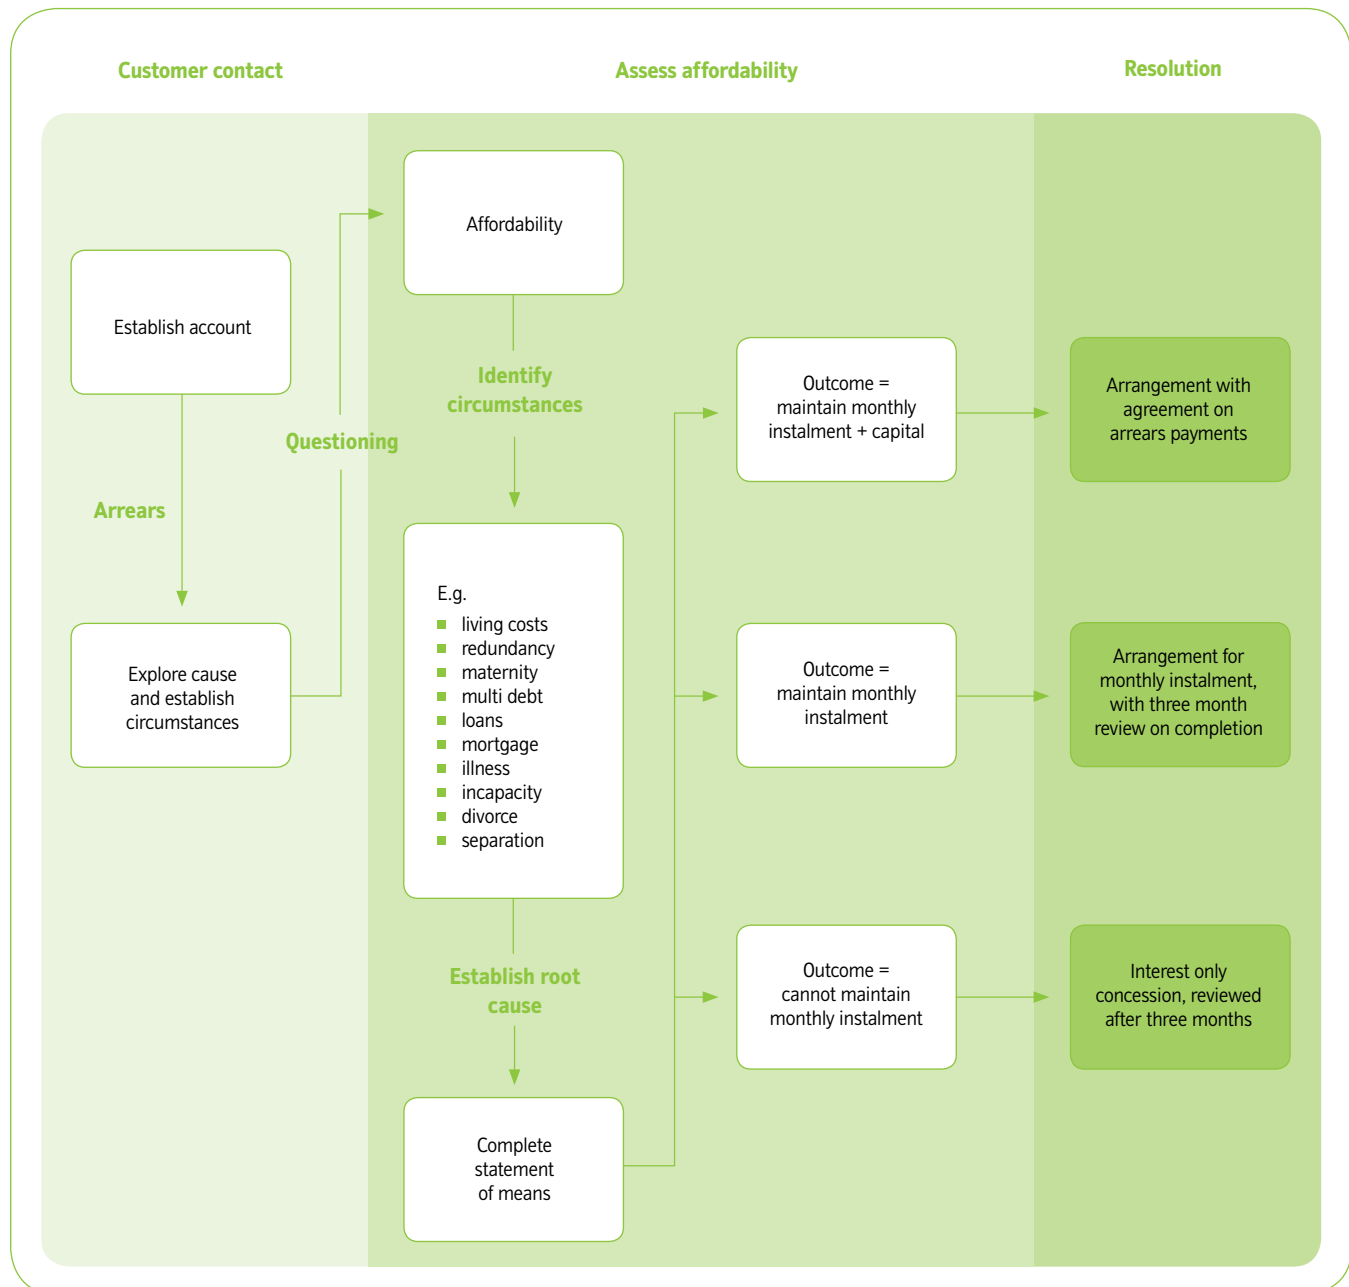 Customer contact
Assess affordability
Resolution
Establish account
Arrears
Explore cause
and establish
circumstances
Questioning
Affordability
Identify
circumstances
E.g.
living costs
redundancy
maternity
multi debt
loans
mortgage
illness
incapacity
divorce
separation
Establish root
cause
Complete
statement
of means
Outcome =
maintain monthly
instalment + capital
Outcome =
maintain monthly
instalment
Outcome =
cannot maintain
monthly instalment
Arrangement with
agreement on
arrears payments
Arrangement for
monthly instalment,
with three month
review on completion
Interest only
concession, reviewed
after three months